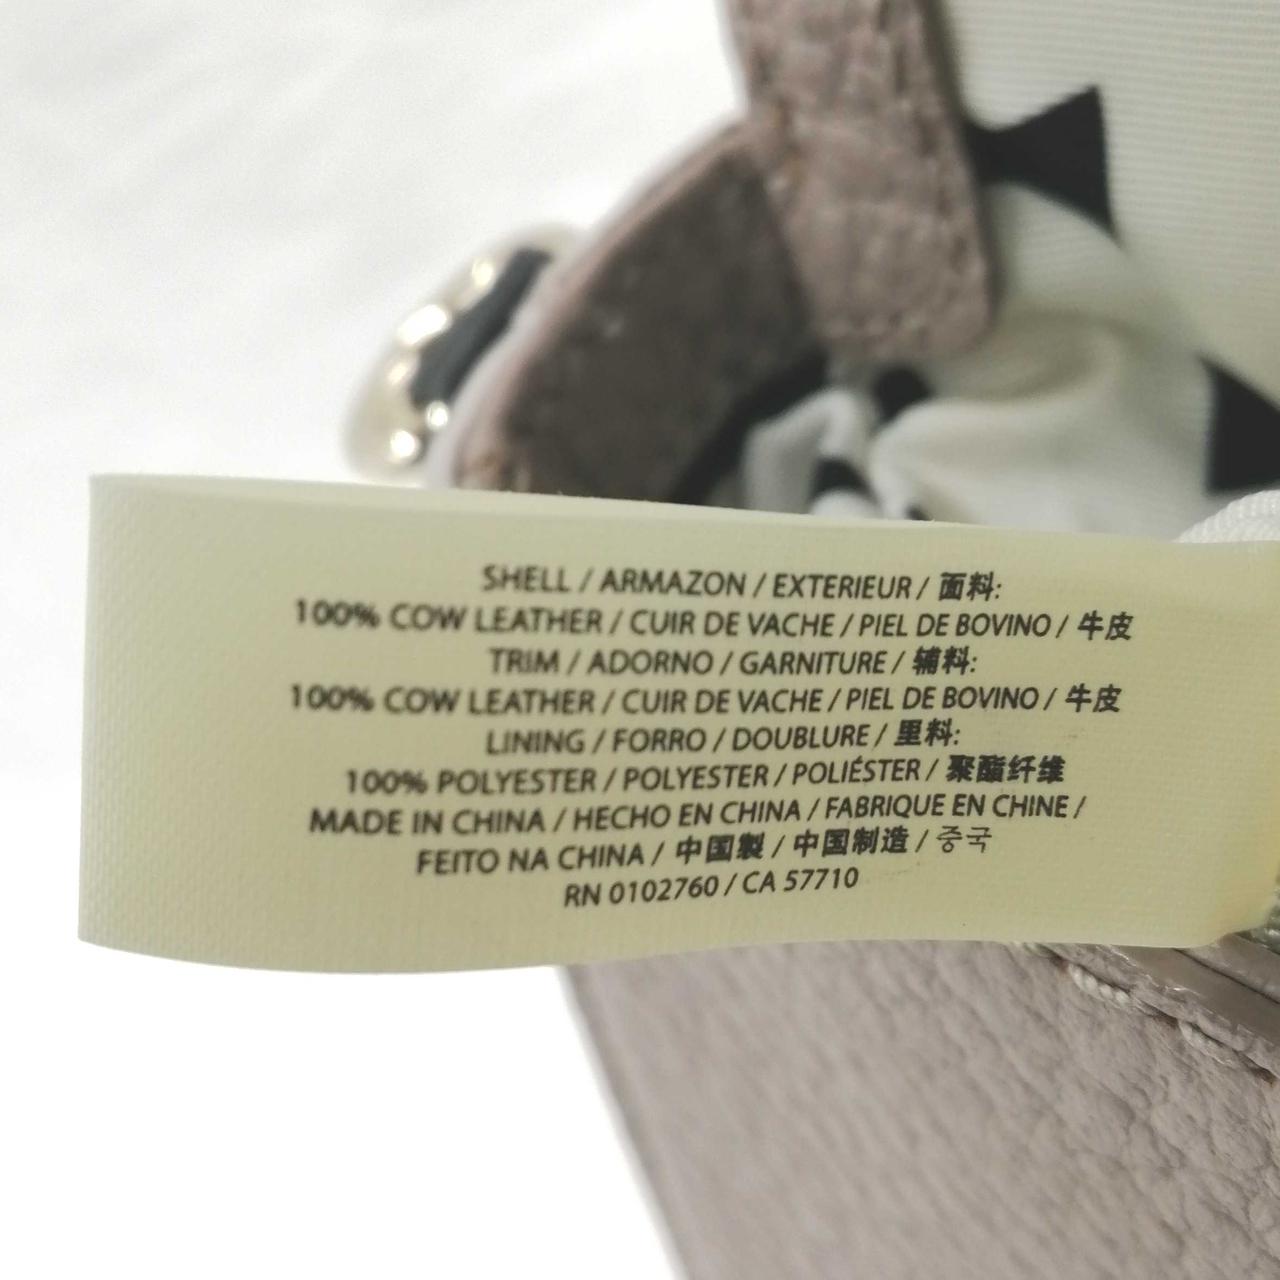 SHELL / ARMAZON / EXTERIEUR / 面料:
100% COW LEATHER / CUIR DE VACHE / PIEL DE BOVINO / 牛皮
TRIM / ADORNO / GARNITURE / 辅料:
100% COW LEATHER / CUIR DE VACHE / PIEL DE BOVINO / 牛皮
LINING / FORRO / DOUBLURE / 里料:
100% POLYESTER / POLYESTER / POLIÉSTER / 聚酯纤维
MADE IN CHINA / HECHO EN CHINA / FABRIQUE EN CHINE /
FEITO NA CHINA / 中国製 / 中国制造 / 중국
RN 0102760 / CA 57710